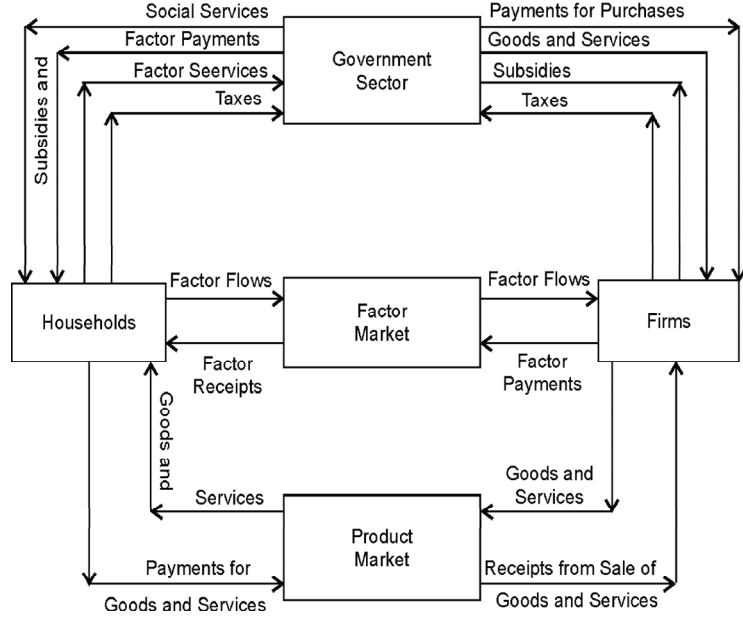 Social Services
Payments for Purchases
Factor Payments
Goods and Services
Government
Sector
Factor Seervices
Subsidies
Taxes
Taxes
Subsidies and
Factor Flows
Factor Flows
Households
Factor
Market
Firms
Factor
Receipts
Factor
Payments
Goods and
Services
Goods and
Services
Product
Market
Payments for
Goods and Services
Receipts from Sale of
Goods and Services